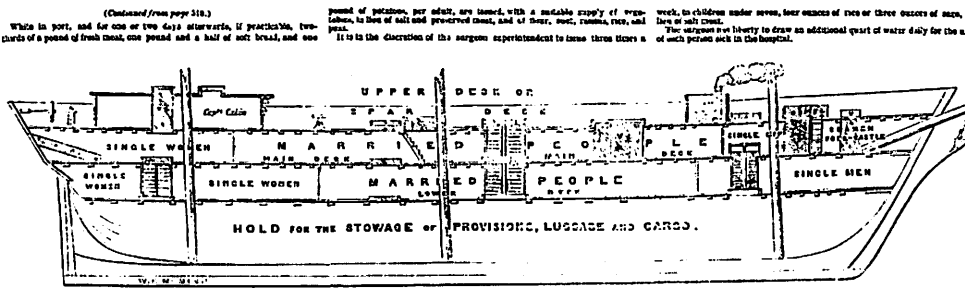 (Continued from page 518.)
While in port, and for one or two days afterwards, if practicable, two-
thirds of a pound of fresh meat, one pound and a half of soft bread, and one
pound of potatoes, per adult, are issued, with a suitable supply of vege-
tables, in lieu of salt and preserved meat, and of flour, suet, raisins, rice, and
peas.
It is in the discretion of the surgeon superintendent to issue three times a
week, to children under seven, four ounces of rice or three ounces of sago,
lieu of salt meat.
The surgeon has liberty to draw an additional quart of water daily for the
of each person sick in the hospital.
UPPER DECK OR
SPAR DECK
Capt's Cabin
SINGLE WOMEN
MARRIED PEOPLE
SINGLE
MAIN DECK
MAIN DECK
SINGLE WOMEN
SINGLE WOMEN
MARRIED PEOPLE
SINGLE MEN
LOWER
HOLD FOR THE STOWAGE OF PROVISIONS, LUGGAGE AND CARGO.